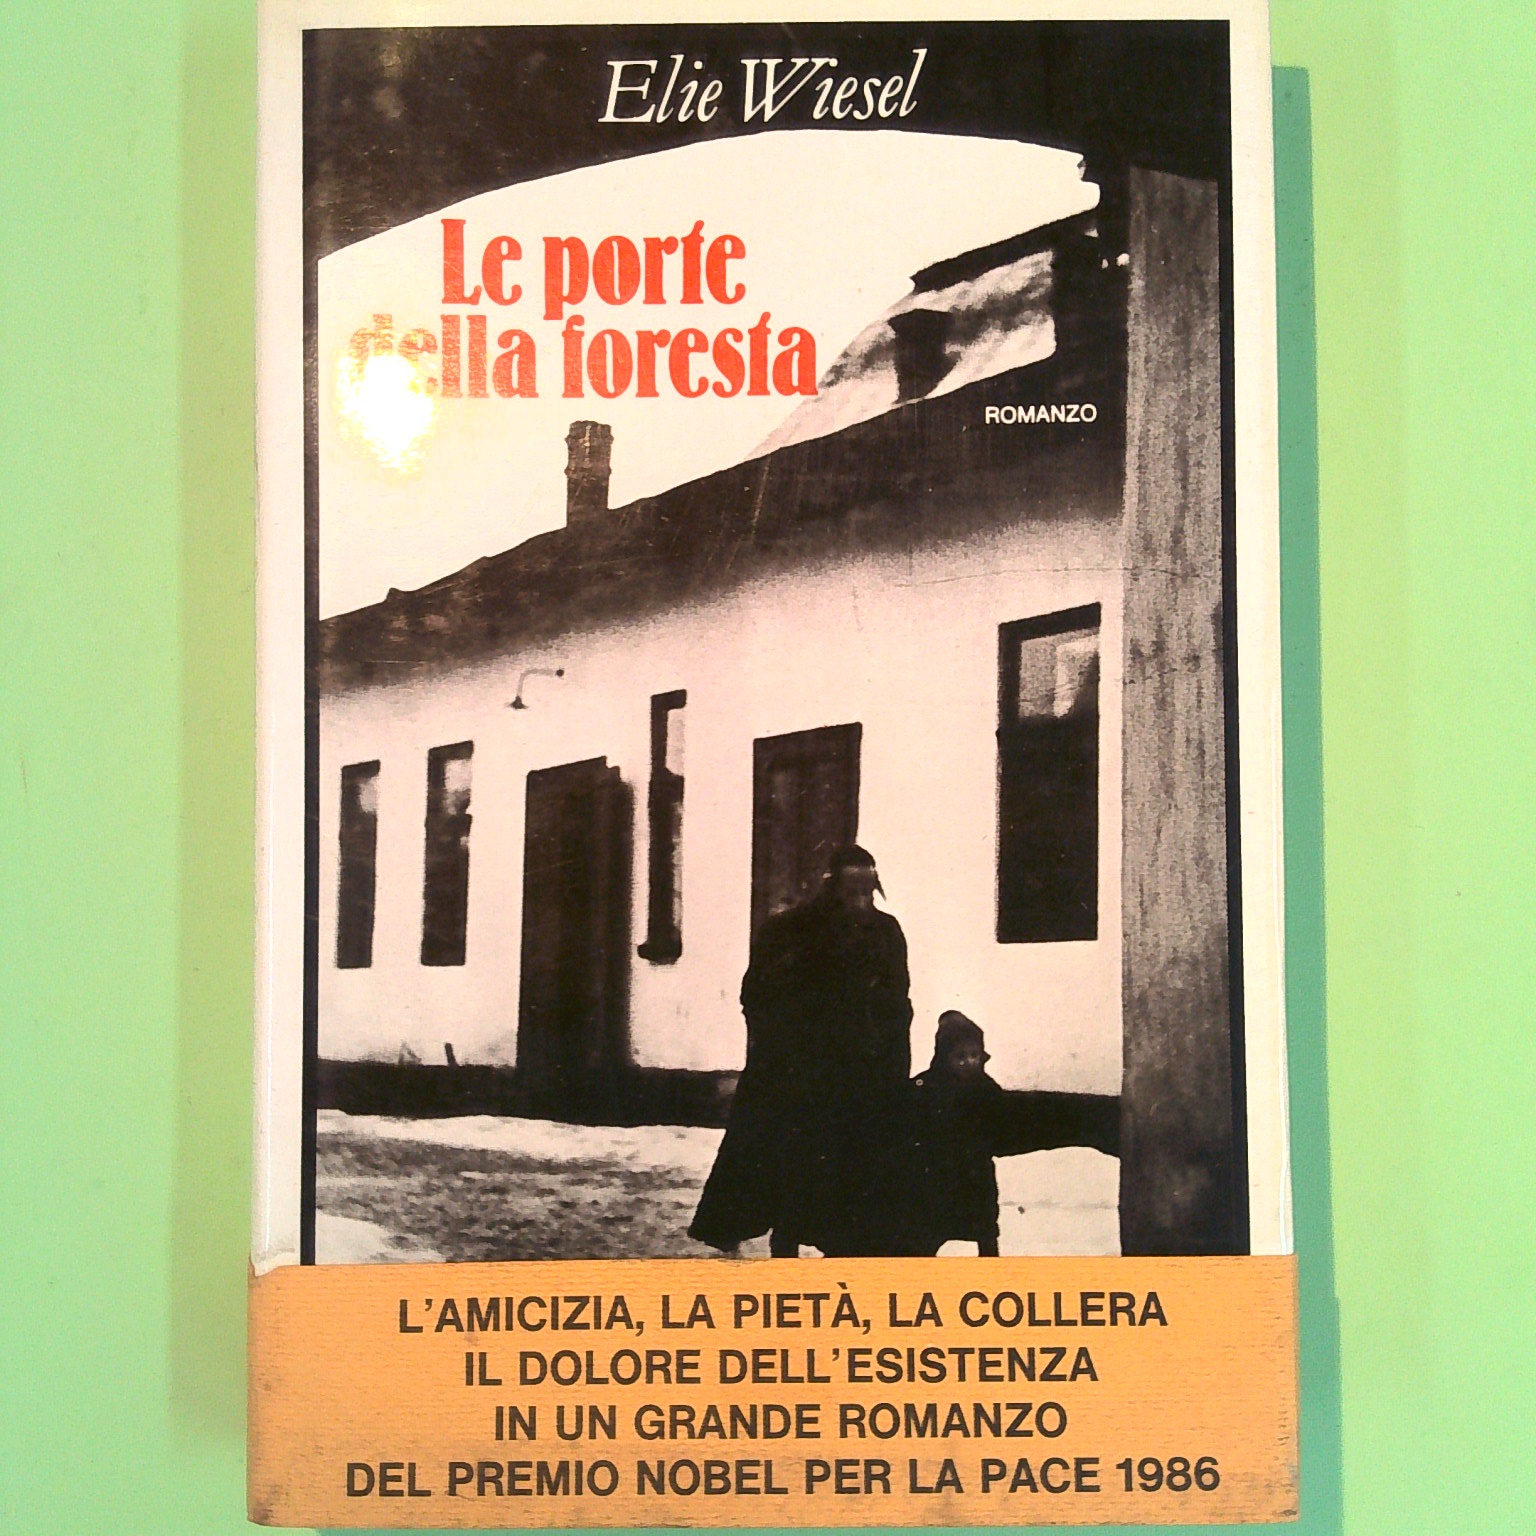 Elie Wiesel
Le porte
della foresta
ROMANZO
L'AMICIZIA, LA PIETÀ, LA COLLERA
IL DOLORE DELL'ESISTENZA
IN UN GRANDE ROMANZO
DEL PREMIO NOBEL PER LA PACE 1986